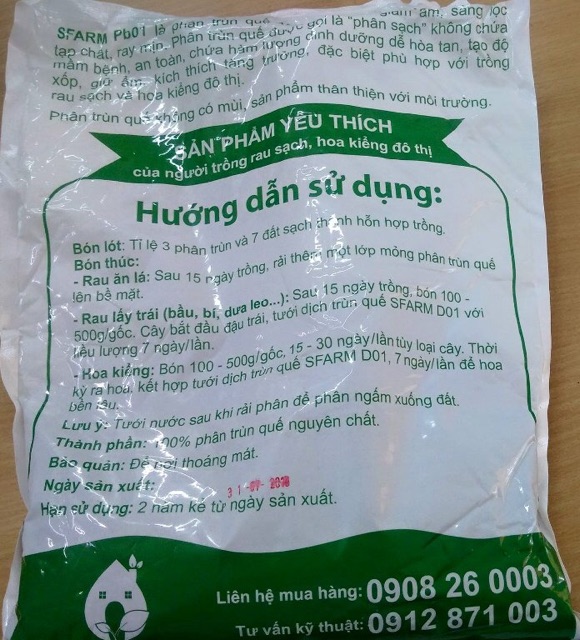 giảm ẩm, sàng lọc
SFARM Pb01 là phân trùn quế gọi là "phân sạch" không chứa
tạp chất, ray mịn. Phân trùn quế được dinh dưỡng dễ hòa tan, tạo độ
mầm bệnh, an toàn, chứa hàm lượng đặc biệt phù hợp với trồng
xốp, giữ ẩm, kích thích tăng trưởng,
rau sạch và hoa kiểng đô thị.
Phân trùn quế không có mùi, sản phẩm thân thiện với môi trường.
SẢN PHẨM YÊU THÍCH
của người trồng rau sạch, hoa kiểng đô thị
Hướng dẫn sử dụng:
Bón lót: Tỉ lệ 3 phân trùn và 7 đất sạch thành hỗn hợp trồng.
Bón thúc:
- Rau ăn lá: Sau 15 ngày trồng, rải thêm một lớp mỏng phân trùn quế
lên bề mặt.
- Rau lấy trái (bầu, bí, dưa leo...): Sau 15 ngày trồng, bón 100 -
500g/gốc. Cây bắt đầu đậu trái, tưới dịch trùn quế SFARM D01 với
liều lượng 7 ngày/lần.
- Hoa kiểng: Bón 100 - 500g/gốc, 15 - 30 ngày/lần tùy loại cây. Thời
kỳ ra hoa, kết hợp tưới dịch trùn quế SFARM D01, 7 ngày/lần để hoa
bền lâu.
Lưu ý: Tưới nước sau khi rải phân để phân ngấm xuống đất.
Thành phần: 100% phân trùn quế nguyên chất.
Bảo quản: Để nơi thoáng mát.
Ngày sản xuất: 31-07-2018
Hạn sử dụng: 2 năm kể từ ngày sản xuất.
Liên hệ mua hàng: 0908 26 0003
Tư vấn kỹ thuật: 0912 871 003